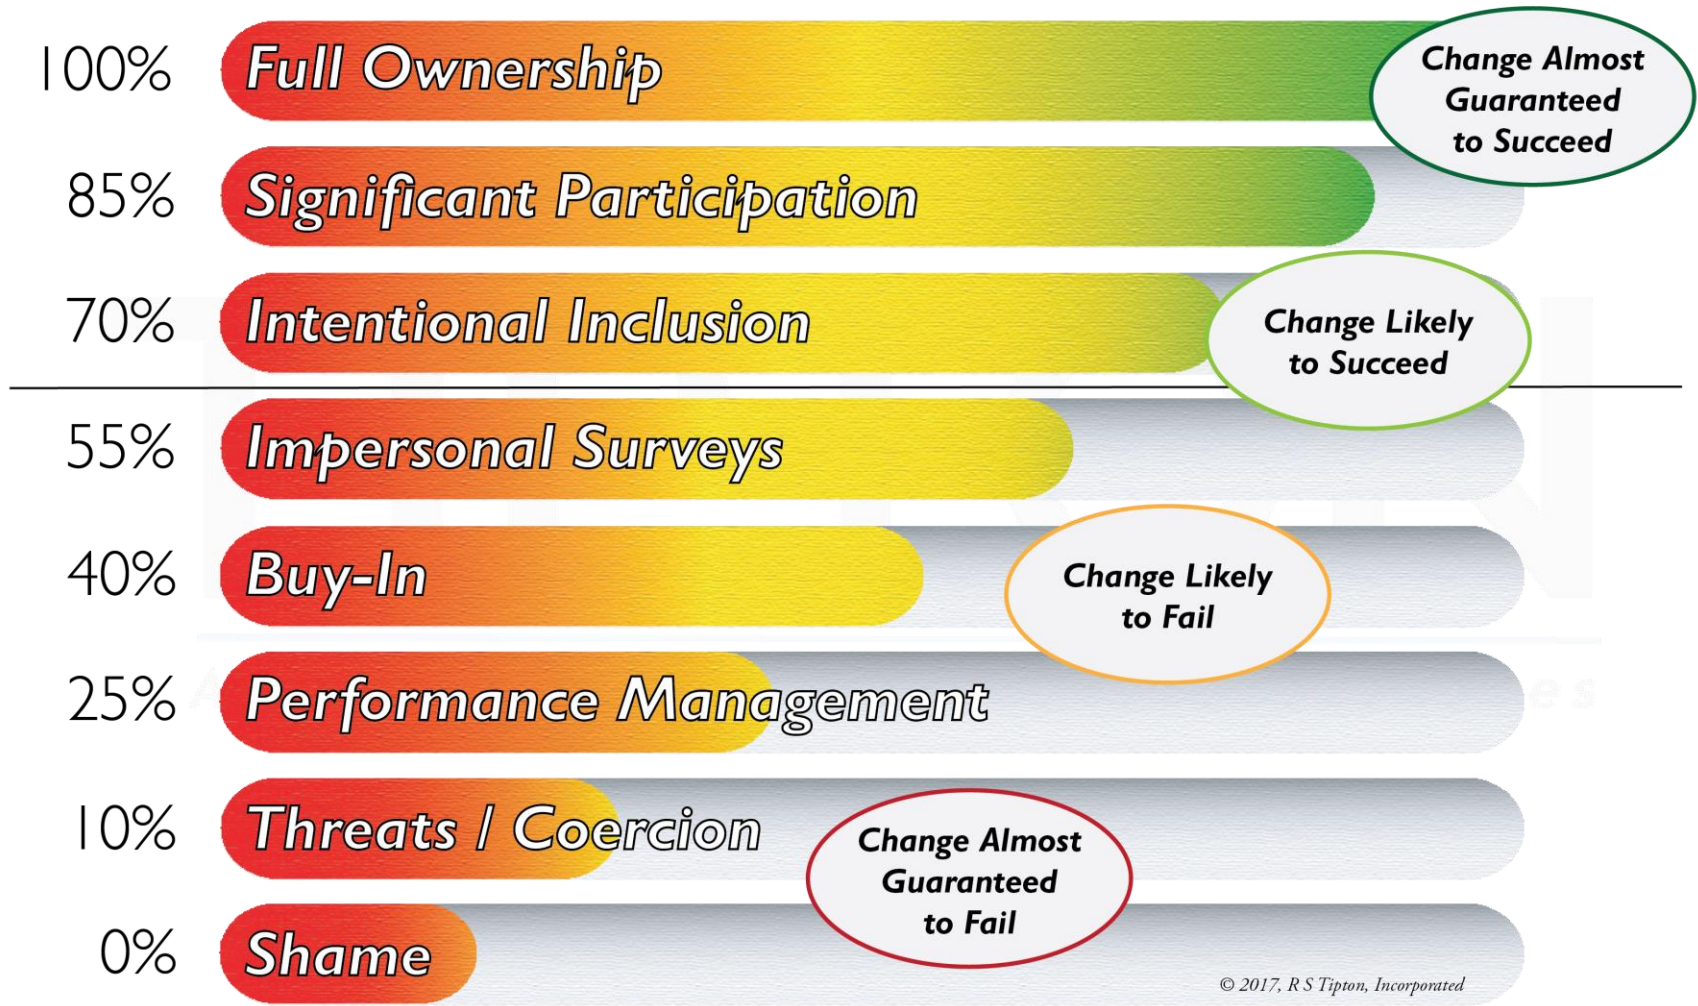 100% Full Ownership
Change Almost
Guaranteed
to Succeed
85% Significant Participation
70% Intentional Inclusion
Change Likely
to Succeed
55% Impersonal Surveys
40% Buy-In
Change Likely
to Fail
25% Performance Management
10% Threats / Coercion
Change Almost
Guaranteed
to Fail
0% Shame
© 2017, R S Tipton, Incorporated